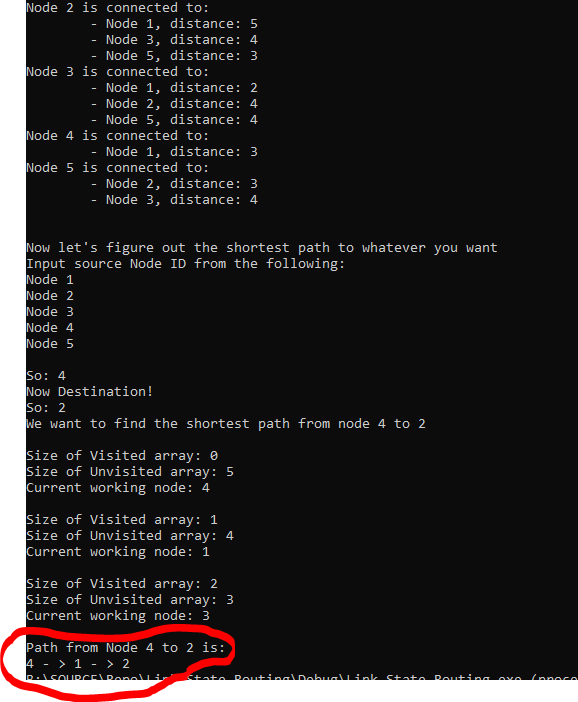 Node 2 is connected to:
- Node 1, distance: 5
- Node 3, distance: 4
- Node 5, distance: 3
Node 3 is connected to:
- Node 1, distance: 2
- Node 2, distance: 4
- Node 5, distance: 4
Node 4 is connected to:
- Node 1, distance: 3
Node 5 is connected to:
- Node 2, distance: 3
- Node 3, distance: 4
Now let's figure out the shortest path to whatever you want
Input source Node ID from the following:
Node 1
Node 2
Node 3
Node 4
Node 5
So: 4
Now Destination!
So: 2
We want to find the shortest path from node 4 to 2
Size of Visited array: 0
Size of Unvisited array: 5
Current working node: 4
Size of Visited array: 1
Size of Unvisited array: 4
Current working node: 1
Size of Visited array: 2
Size of Unvisited array: 3
Current working node: 3
Path from Node 4 to 2 is:
4 - > 1 - > 2
State Routing\Debug\Link State Routing.exe (proce